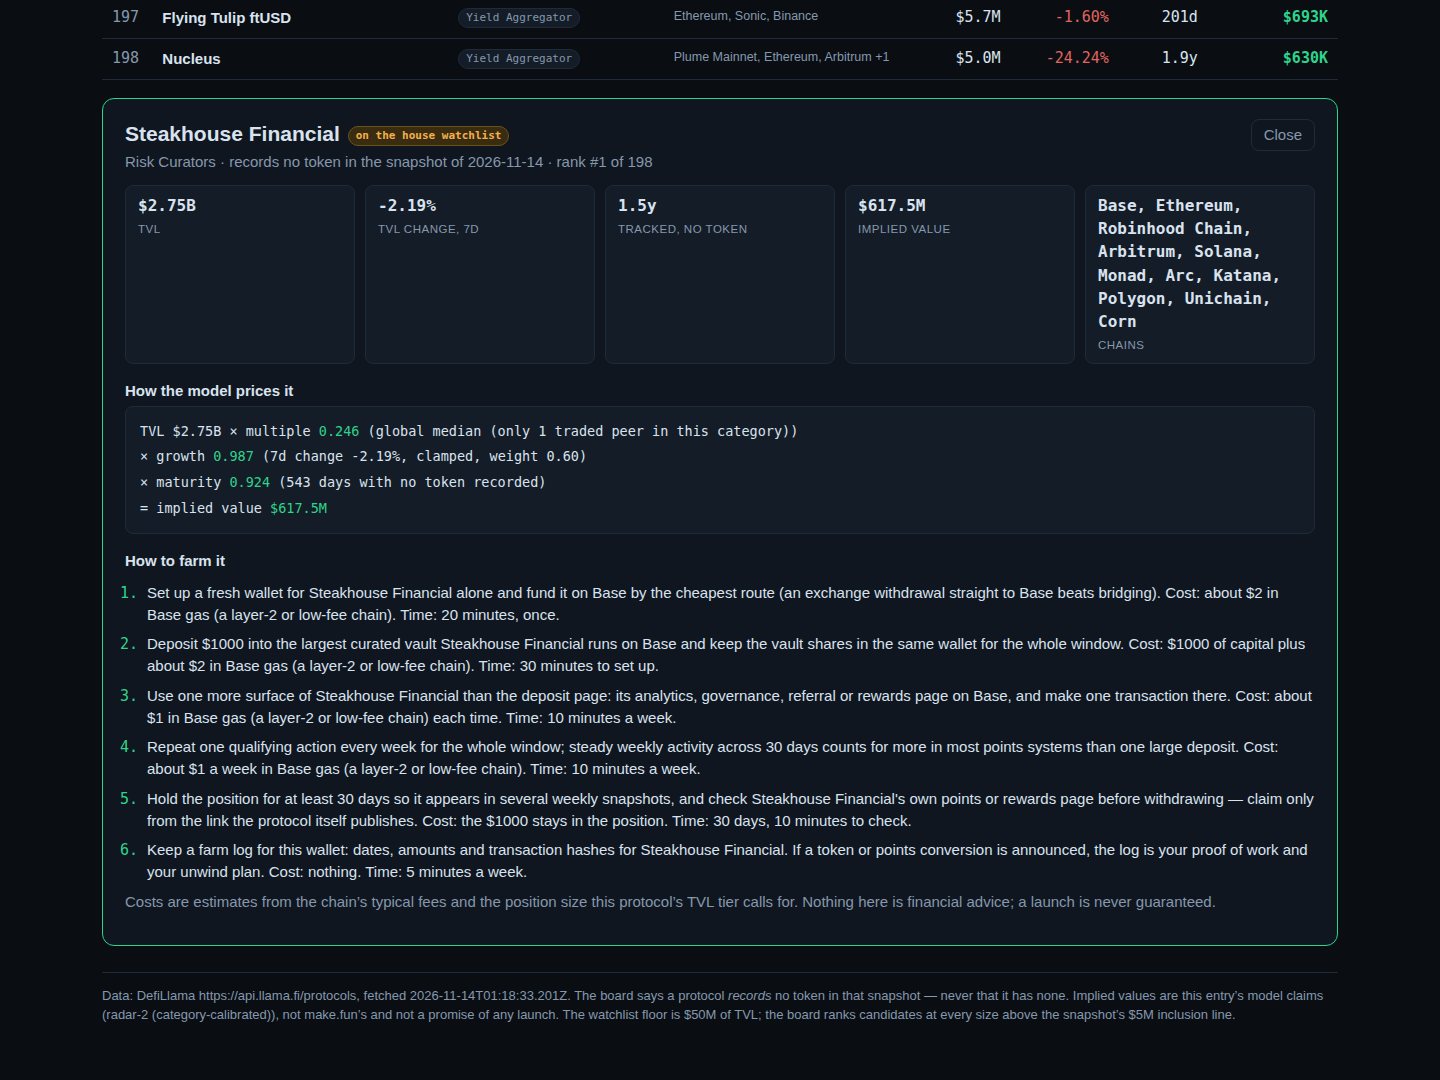 197 Flying Tulip ftUSD Yield Aggregator Ethereum, Sonic, Binance $5.7M -1.60% 201d $693K
198 Nucleus Yield Aggregator Plume Mainnet, Ethereum, Arbitrum +1 $5.0M -24.24% 1.9y $630K
Steakhouse Financial on the house watchlist Close
Risk Curators · records no token in the snapshot of 2026-11-14 · rank #1 of 198
$2.75B
TVL
-2.19%
TVL CHANGE, 7D
1.5y
TRACKED, NO TOKEN
$617.5M
IMPLIED VALUE
Base, Ethereum,
Robinhood Chain,
Arbitrum, Solana,
Monad, Arc, Katana,
Polygon, Unichain,
Corn
CHAINS
How the model prices it
TVL $2.75B × multiple 0.246 (global median (only 1 traded peer in this category))
× growth 0.987 (7d change -2.19%, clamped, weight 0.60)
× maturity 0.924 (543 days with no token recorded)
= implied value $617.5M
How to farm it
1. Set up a fresh wallet for Steakhouse Financial alone and fund it on Base by the cheapest route (an exchange withdrawal straight to Base beats bridging). Cost: about $2 in
Base gas (a layer-2 or low-fee chain). Time: 20 minutes, once.
2. Deposit $1000 into the largest curated vault Steakhouse Financial runs on Base and keep the vault shares in the same wallet for the whole window. Cost: $1000 of capital plus
about $2 in Base gas (a layer-2 or low-fee chain). Time: 30 minutes to set up.
3. Use one more surface of Steakhouse Financial than the deposit page: its analytics, governance, referral or rewards page on Base, and make one transaction there. Cost: about
$1 in Base gas (a layer-2 or low-fee chain) each time. Time: 10 minutes a week.
4. Repeat one qualifying action every week for the whole window; steady weekly activity across 30 days counts for more in most points systems than one large deposit. Cost:
about $1 a week in Base gas (a layer-2 or low-fee chain). Time: 10 minutes a week.
5. Hold the position for at least 30 days so it appears in several weekly snapshots, and check Steakhouse Financial's own points or rewards page before withdrawing — claim only
from the link the protocol itself publishes. Cost: the $1000 stays in the position. Time: 30 days, 10 minutes to check.
6. Keep a farm log for this wallet: dates, amounts and transaction hashes for Steakhouse Financial. If a token or points conversion is announced, the log is your proof of work and
your unwind plan. Cost: nothing. Time: 5 minutes a week.
Costs are estimates from the chain's typical fees and the position size this protocol's TVL tier calls for. Nothing here is financial advice; a launch is never guaranteed.
Data: DefiLlama https://api.llama.fi/protocols, fetched 2026-11-14T01:18:33.201Z. The board says a protocol records no token in that snapshot — never that it has none. Implied values are this entry's model claims
(radar-2 (category-calibrated)), not make.fun's and not a promise of any launch. The watchlist floor is $50M of TVL; the board ranks candidates at every size above the snapshot's $5M inclusion line.